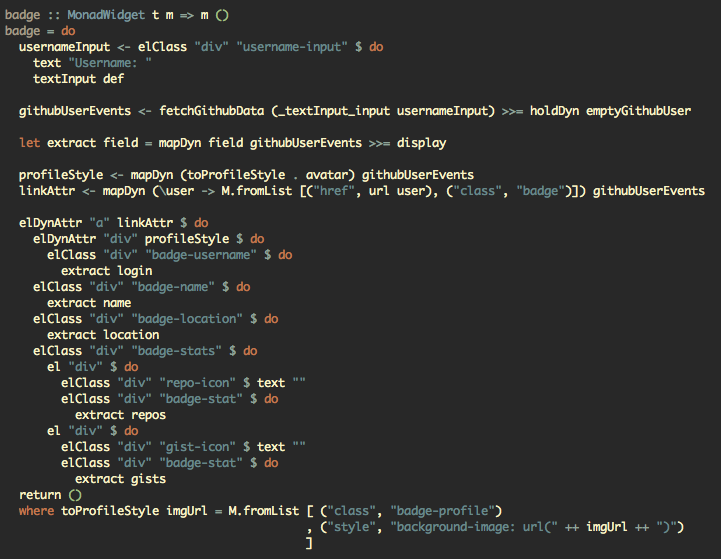 badge :: MonadWidget t m => m ()
badge = do
  usernameInput <- elClass "div" "username-input" $ do
    text "Username: "
    textInput def

  githubUserEvents <- fetchGithubData (_textInput_input usernameInput) >>= holdDyn emptyGithubUser

  let extract field = mapDyn field githubUserEvents >>= display

  profileStyle <- mapDyn (toProfileStyle . avatar) githubUserEvents
  linkAttr <- mapDyn (\user -> M.fromList [("href", url user), ("class", "badge")]) githubUserEvents

  elDynAttr "a" linkAttr $ do
    elDynAttr "div" profileStyle $ do
      elClass "div" "badge-username" $ do
        extract login
    elClass "div" "badge-name" $ do
      extract name
    elClass "div" "badge-location" $ do
      extract location
    elClass "div" "badge-stats" $ do
      el "div" $ do
        elClass "div" "repo-icon" $ text ""
        elClass "div" "badge-stat" $ do
          extract repos
      el "div" $ do
        elClass "div" "gist-icon" $ text ""
        elClass "div" "badge-stat" $ do
          extract gists
  return ()
  where toProfileStyle imgUrl = M.fromList [ ("class", "badge-profile")
                                           , ("style", "background-image: url(" ++ imgUrl ++ ")")
                                           ]